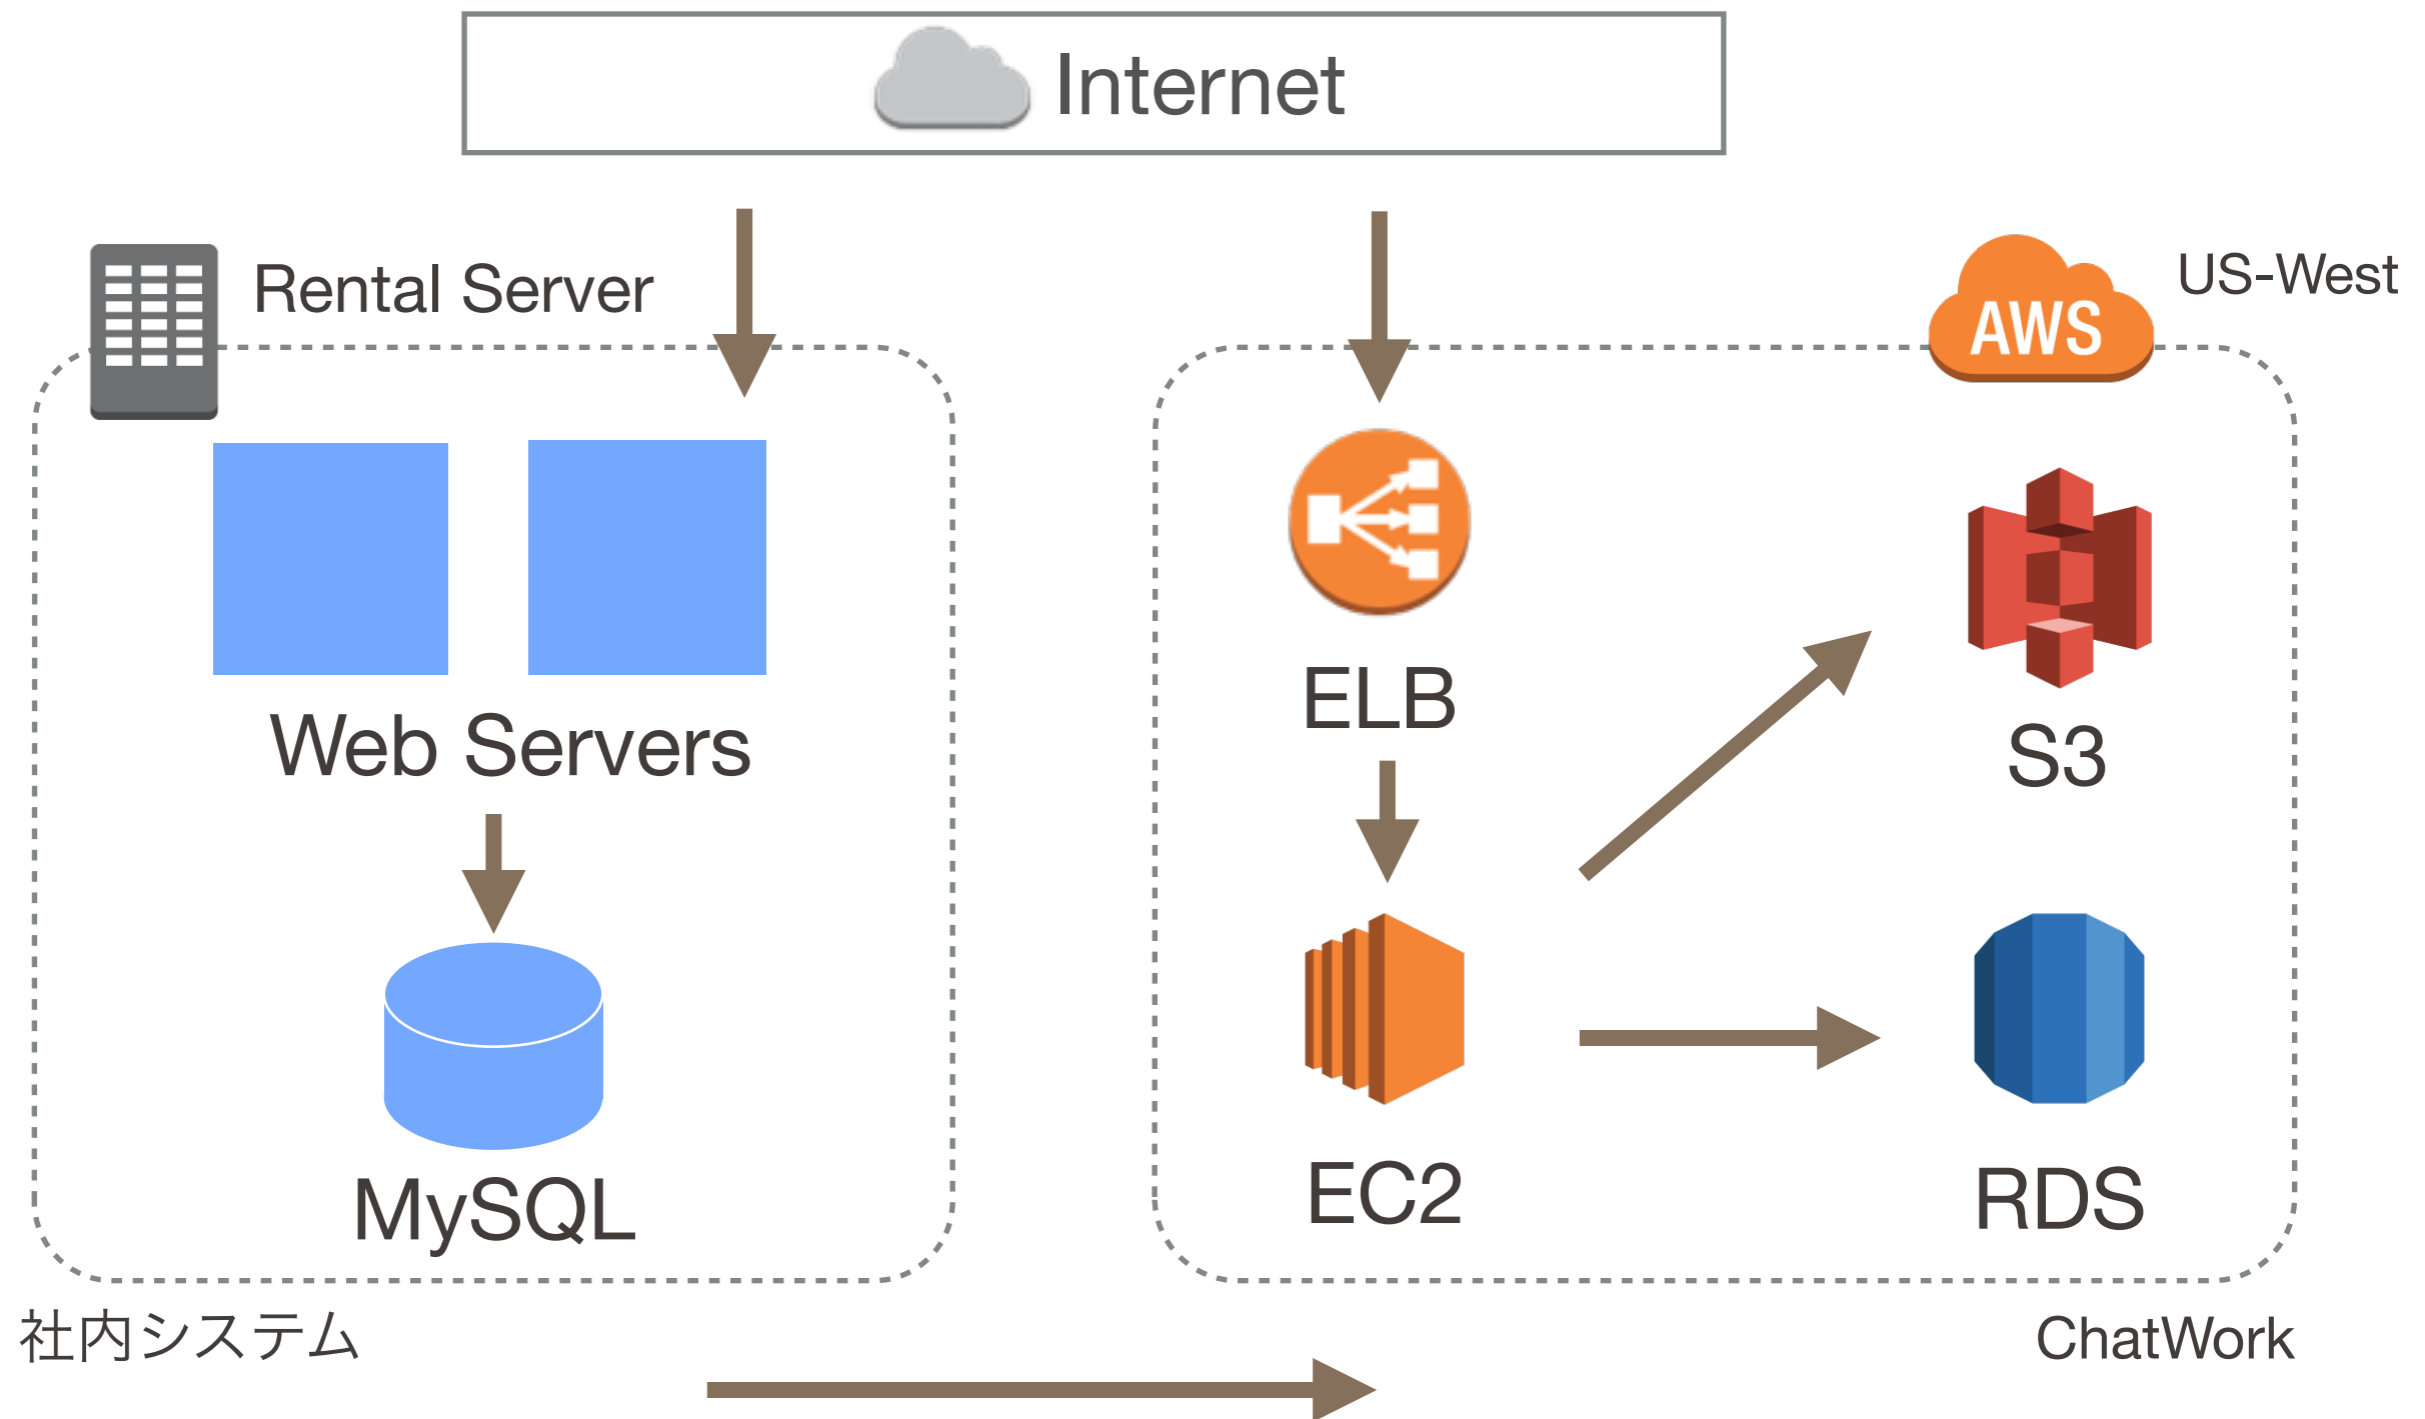 Internet
Rental Server
AWS
US-West
Web Servers
MySQL
ELB
EC2
S3
RDS
社内システム
ChatWork